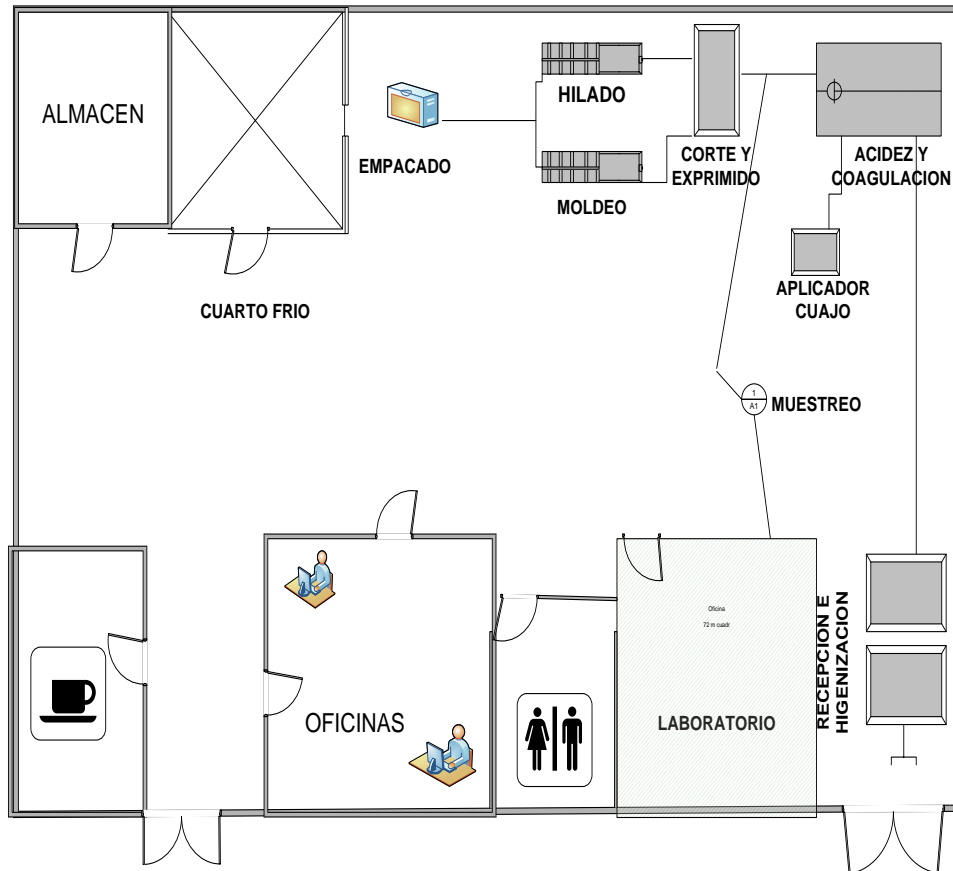 ALMACEN
HILADO
EMPACADO
CORTE Y
EXPRIMIDO
ACIDEZ Y
COAGULACION
MOLDEO
APLICADOR
CUAJO
CUARTO FRIO
1
A1
MUESTREO
Oficina
72 m cuadr
RECEPCION E
HIGENIZACION
OFICINAS
LABORATORIO